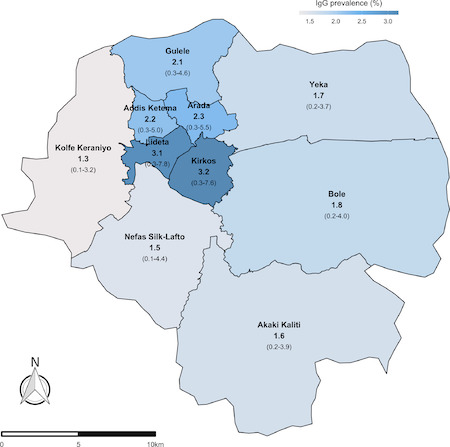 IgG prevalence (%)
1.5 2.0 2.5 3.0
Gulele
2.1
(0.3-4.6)
Yeka
1.7
(0.2-3.7)
Addis Ketema
2.2
(0.3-5.0)
Arada
2.3
(0.3-5.5)
Lideta
3.1
(0.3-7.8)
Kolfe Keraniyo
1.3
(0.1-3.2)
Kirkos
3.2
(0.3-7.6)
Bole
1.8
(0.2-4.0)
Nefas Silk-Lafto
1.5
(0.1-4.4)
Akaki Kaliti
1.6
(0.2-3.9)
N
0 5 10km